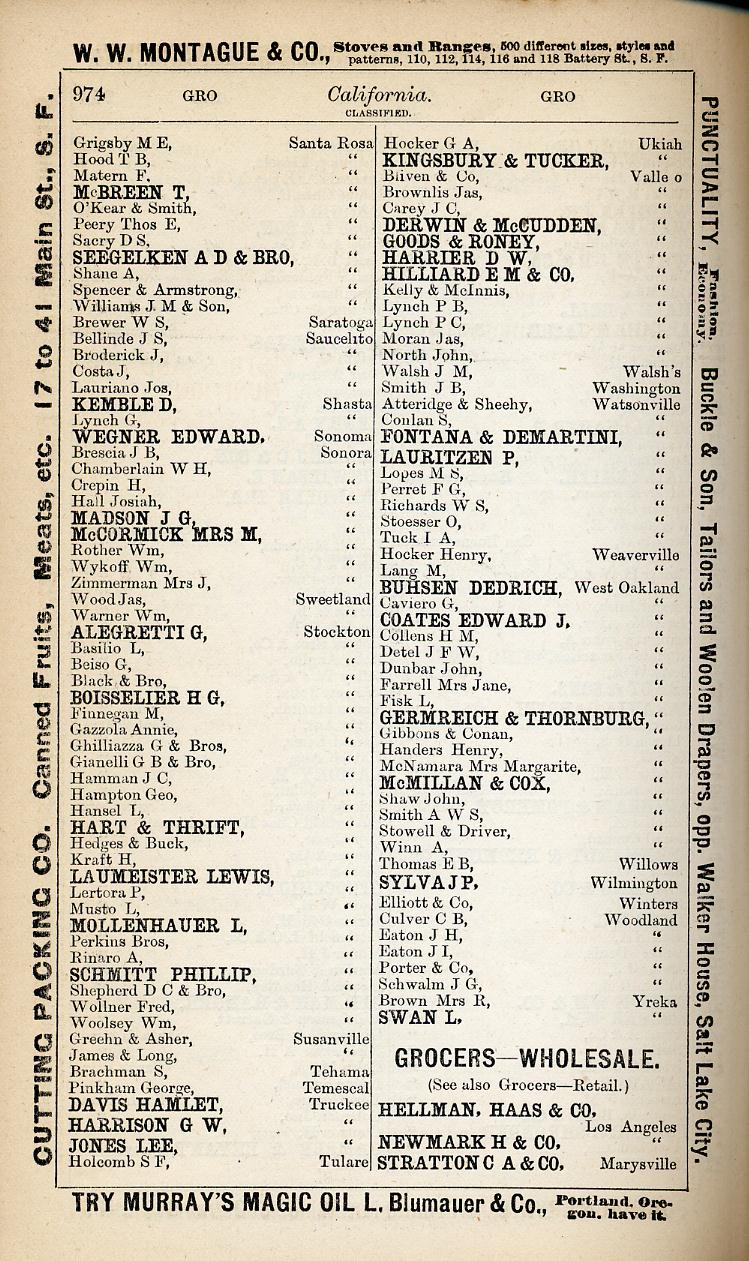 W. W. MONTAGUE & CO., Stoves and Ranges, 500 different sizes, styles and
patterns, 110, 112, 114, 116 and 118 Battery St., S. F.
974 GRO California. GRO
CLASSIFIED.
Grigsby M E, Santa Rosa
Hood T B, “
Matern F, “
McBREEN T, “
O'Kear & Smith, “
Peery Thos E, “
Sacry D S, “
SEEGELKEN A D & BRO, “
Shane A, “
Spencer & Armstrong, “
Williams J. M & Son, “
Brewer W S, Saratoga
Bellinde J S, Saucelito
Broderick J, “
Costa J, “
Lauriano Jos, “
KEMBLE D, Shasta
Lynch G, “
WEGNER EDWARD. Sonoma
Brescia J B, Sonora
Chamberlain W H, “
Crepin H, “
Hall Josiah, “
MADSON J G, “
McCORMICK MRS M, “
Rother Wm, “
Wykoff Wm, “
Zimmerman Mrs J, “
Wood Jas, Sweetland
Warner Wm, “
ALEGRETTI G, Stockton
Basilio L, “
Beiso G, “
Black & Bro, “
BOISSELIER H G, “
Finnegan M, “
Gazzola Annie, “
Ghilliazza G & Bros, “
Gianelli G B & Bro, “
Hamman J C, “
Hampton Geo, “
Hansel L, “
HART & THRIFT, “
Hedges & Buck, “
Kraft H, “
LAUMEISTER LEWIS, “
Lertora P, “
Musto L, “
MOLLENHAUER L, “
Perkins Bros, “
Rinaro A, “
SCHMITT PHILLIP, “
Shepherd D C & Bro, “
Wollner Fred, “
Woolsey Wm, “
Greehn & Asher, Susanville
James & Long, “
Brachman S, Tehama
Pinkham George, Temescal
DAVIS HAMLET, Truckee
HARRISON G W, “
JONES LEE, “
Holcomb S F, Tulare
Hocker G A, Ukiah
KINGSBURY & TUCKER, “
Bliven & Co, Valle o
Brownlis Jas, “
Carey J C, “
DERWIN & McCUDDEN, “
GOODS & RONEY, “
HARRIER D W, “
HILLIARD E M & CO. “
Kelly & McInnis, “
Lynch P B, “
Lynch P C, “
Moran Jas, “
North John, “
Walsh J M, Walsh's
Smith J B, Washington
Atteridge & Sheehy, Watsonville
Conlan S, “
FONTANA & DEMARTINI, “
LAURITZEN P, “
Lopes M S, “
Perret F G, “
Richards W S, “
Stoesser O, “
Tuck I A, “
Hocker Henry, Weaverville
Lang M, “
BUHSEN DEDRICH, West Oakland
Caviero G, “
COATES EDWARD J. “
Collens H M, “
Detel J F W, “
Dunbar John, “
Farrell Mrs Jane, “
Fisk L, “
GERMREICH & THORNBURG, “
Gibbons & Conan, “
Handers Henry, “
McNamara Mrs Margarite, “
McMILLAN & COX, “
Shaw John, “
Smith A W S, “
Stowell & Driver, “
Winn A, “
Thomas E B, Willows
SYLVA J P. Wilmington
Elliott & Co, Winters
Culver C B, Woodland
Eaton J H, “
Eaton J I, “
Porter & Co, “
Schwalm J G, “
Brown Mrs R, Yreka
SWAN L. “
GROCERS—WHOLESALE.
(See also Grocers—Retail.)
HELLMAN, HAAS & CO.
Los Angeles
NEWMARK H & CO. “
STRATTON C A & CO. Marysville
TRY MURRAY'S MAGIC OIL L. Blumauer & Co., Portland, Ore-
gon, have it.
CUTTING PACKING CO. Canned Fruits, Meats, etc. 17 to 41 Main St., S. F.
PUNCTUALITY, Fashion, Economy. Buckle & Son, Tailors and Woolen Drapers, opp. Walker House, Salt Lake City.